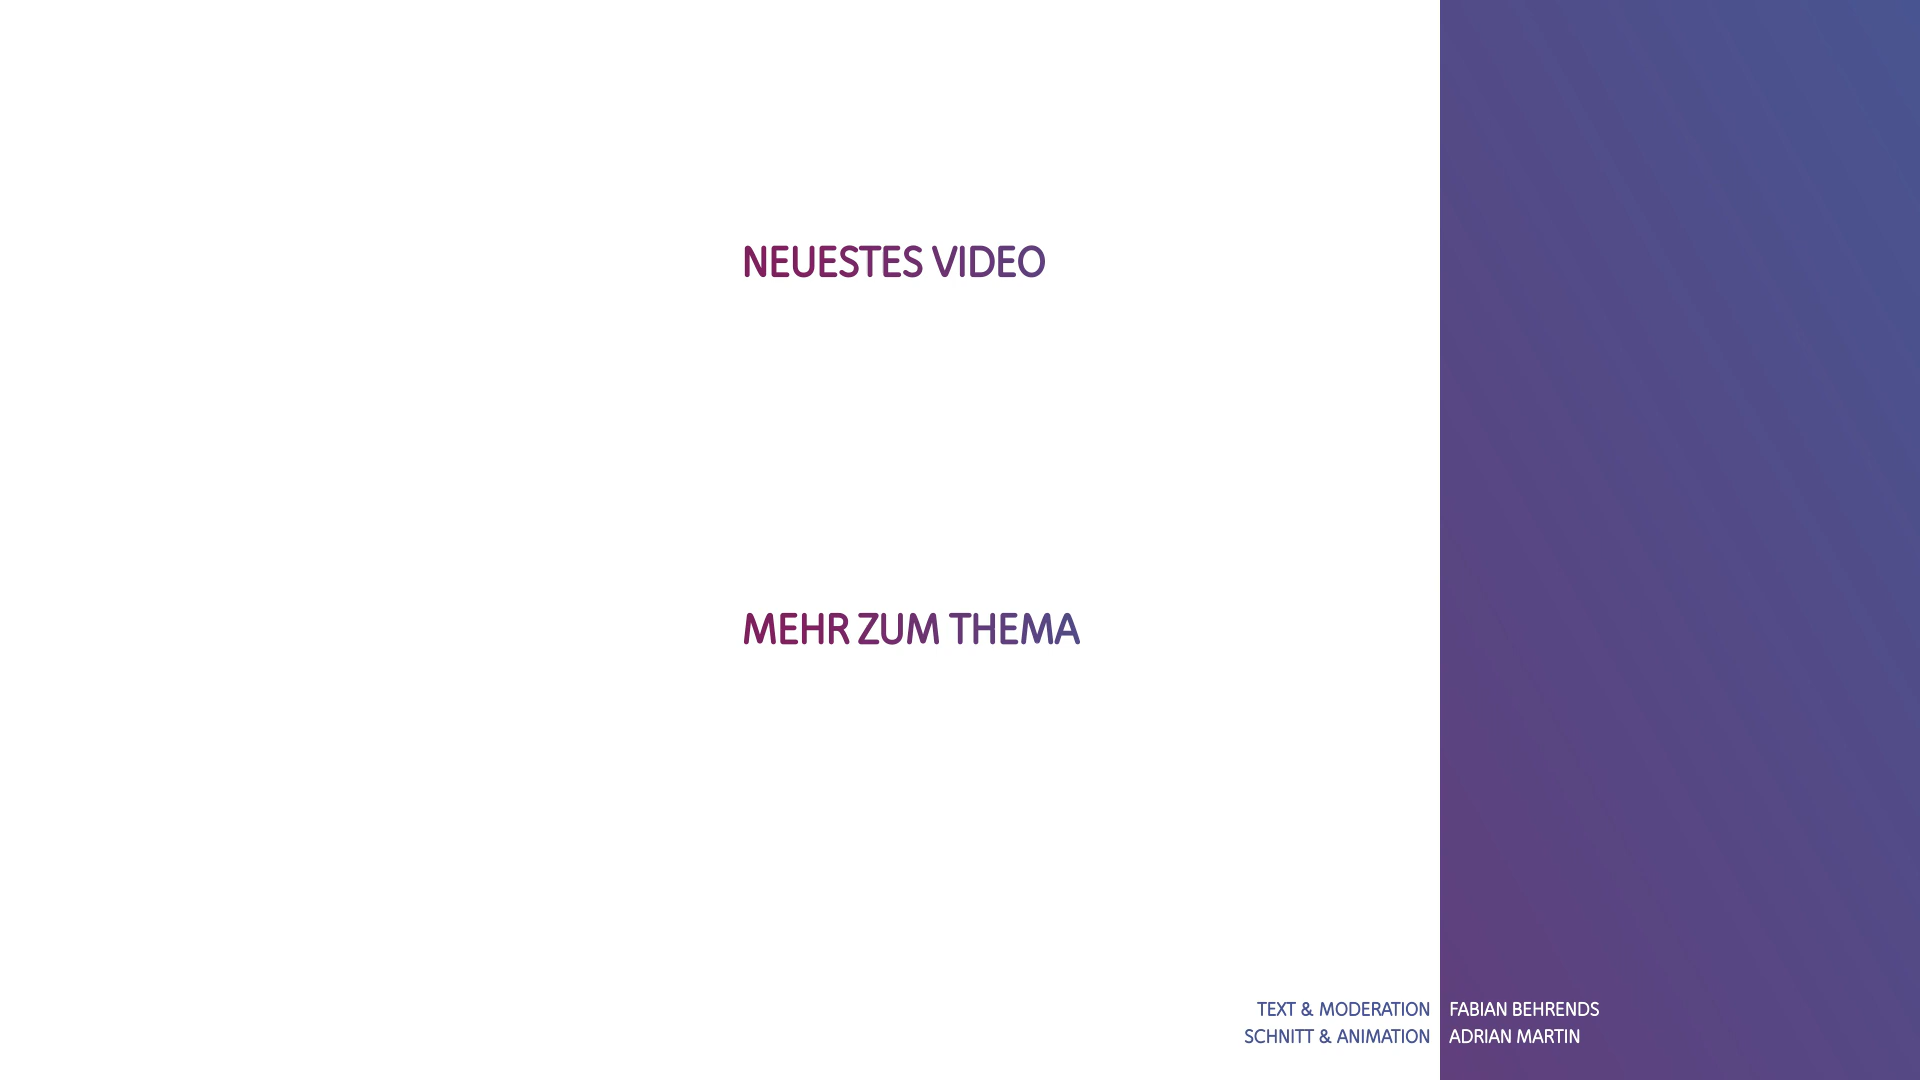 NEUESTES VIDEO
MEHR ZUM THEMA
TEXT & MODERATION FABIAN BEHRENDS
SCHNITT & ANIMATION ADRIAN MARTIN